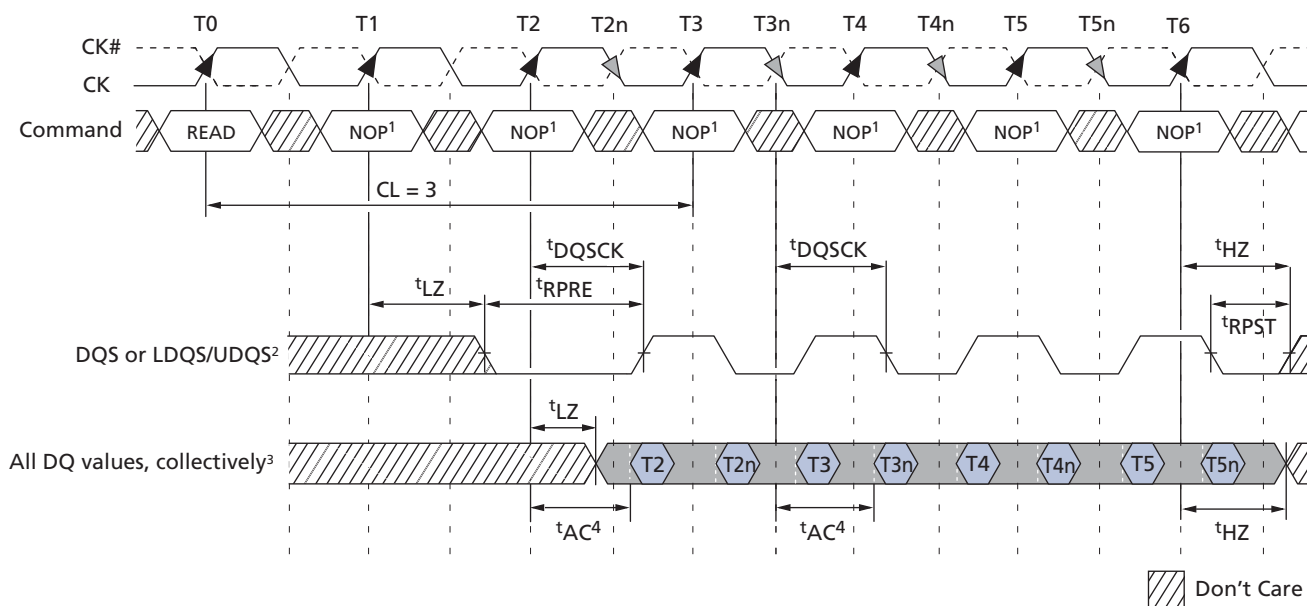 T0 T1 T2 T2n T3 T3n T4 T4n T5 T5n T6
CK#
CK
Command READ NOP¹ NOP¹ NOP¹ NOP¹ NOP¹ NOP¹
CL = 3
ᵗDQSCK ᵗDQSCK ᵗHZ
ᵗLZ ᵗRPRE
ᵗRPST
DQS or LDQS/UDQS²
ᵗLZ
All DQ values, collectively³ T2 T2n T3 T3n T4 T4n T5 T5n
ᵗAC⁴ ᵗAC⁴ ᵗHZ
Don't Care